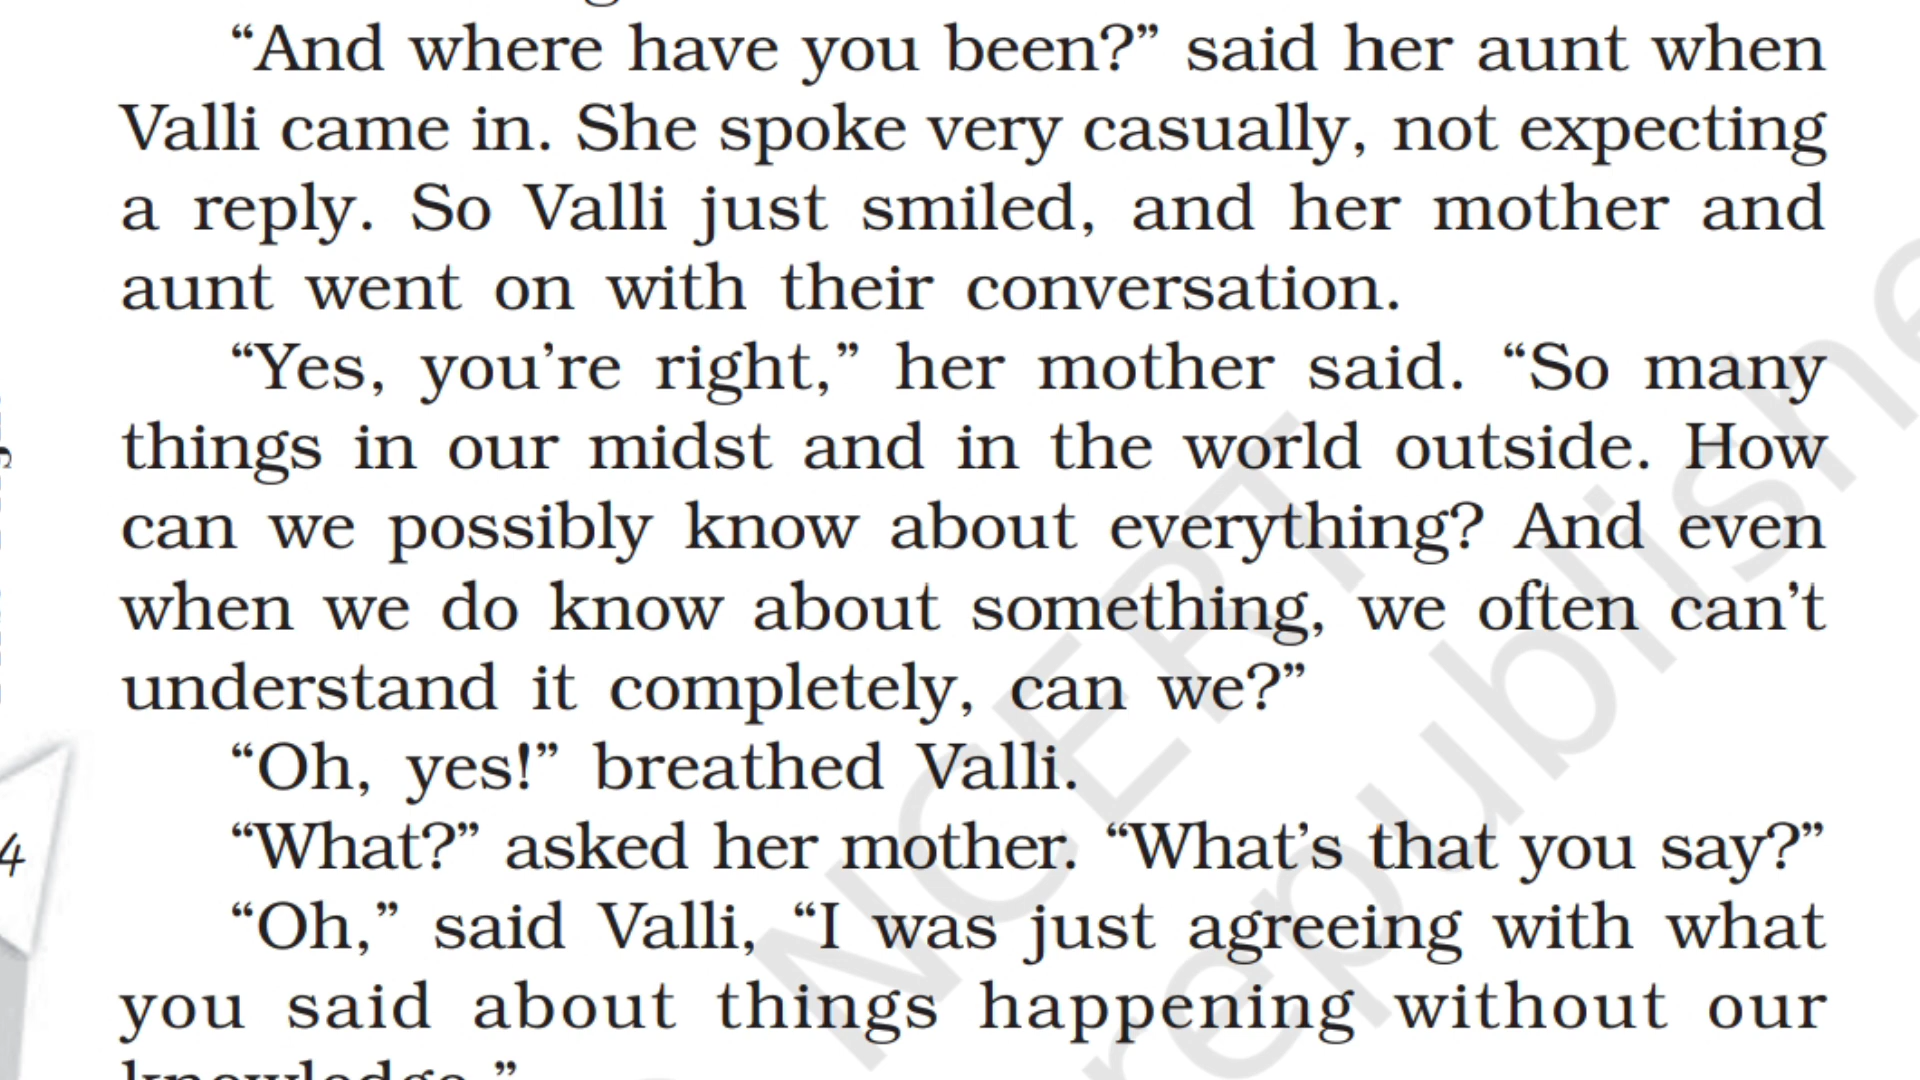 “And where have you been?” said her aunt when
Valli came in. She spoke very casually, not expecting
a reply. So Valli just smiled, and her mother and
aunt went on with their conversation.
“Yes, you’re right,” her mother said. “So many
things in our midst and in the world outside. How
can we possibly know about everything? And even
when we do know about something, we often can’t
understand it completely, can we?”
“Oh, yes!” breathed Valli.
“What?” asked her mother. “What’s that you say?”
“Oh,” said Valli, “I was just agreeing with what
you said about things happening without our
knowledge.”
4
NCERT
republishe